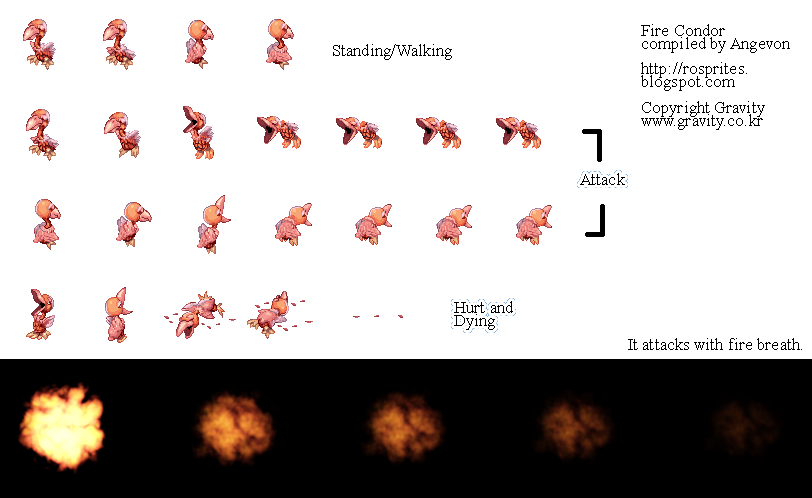 Fire Condor
compiled by Angevon
http://rosprites.
blogspot.com
Copyright Gravity
www.gravity.co.kr
Standing/Walking
Attack
Hurt and
Dying
It attacks with fire breath.